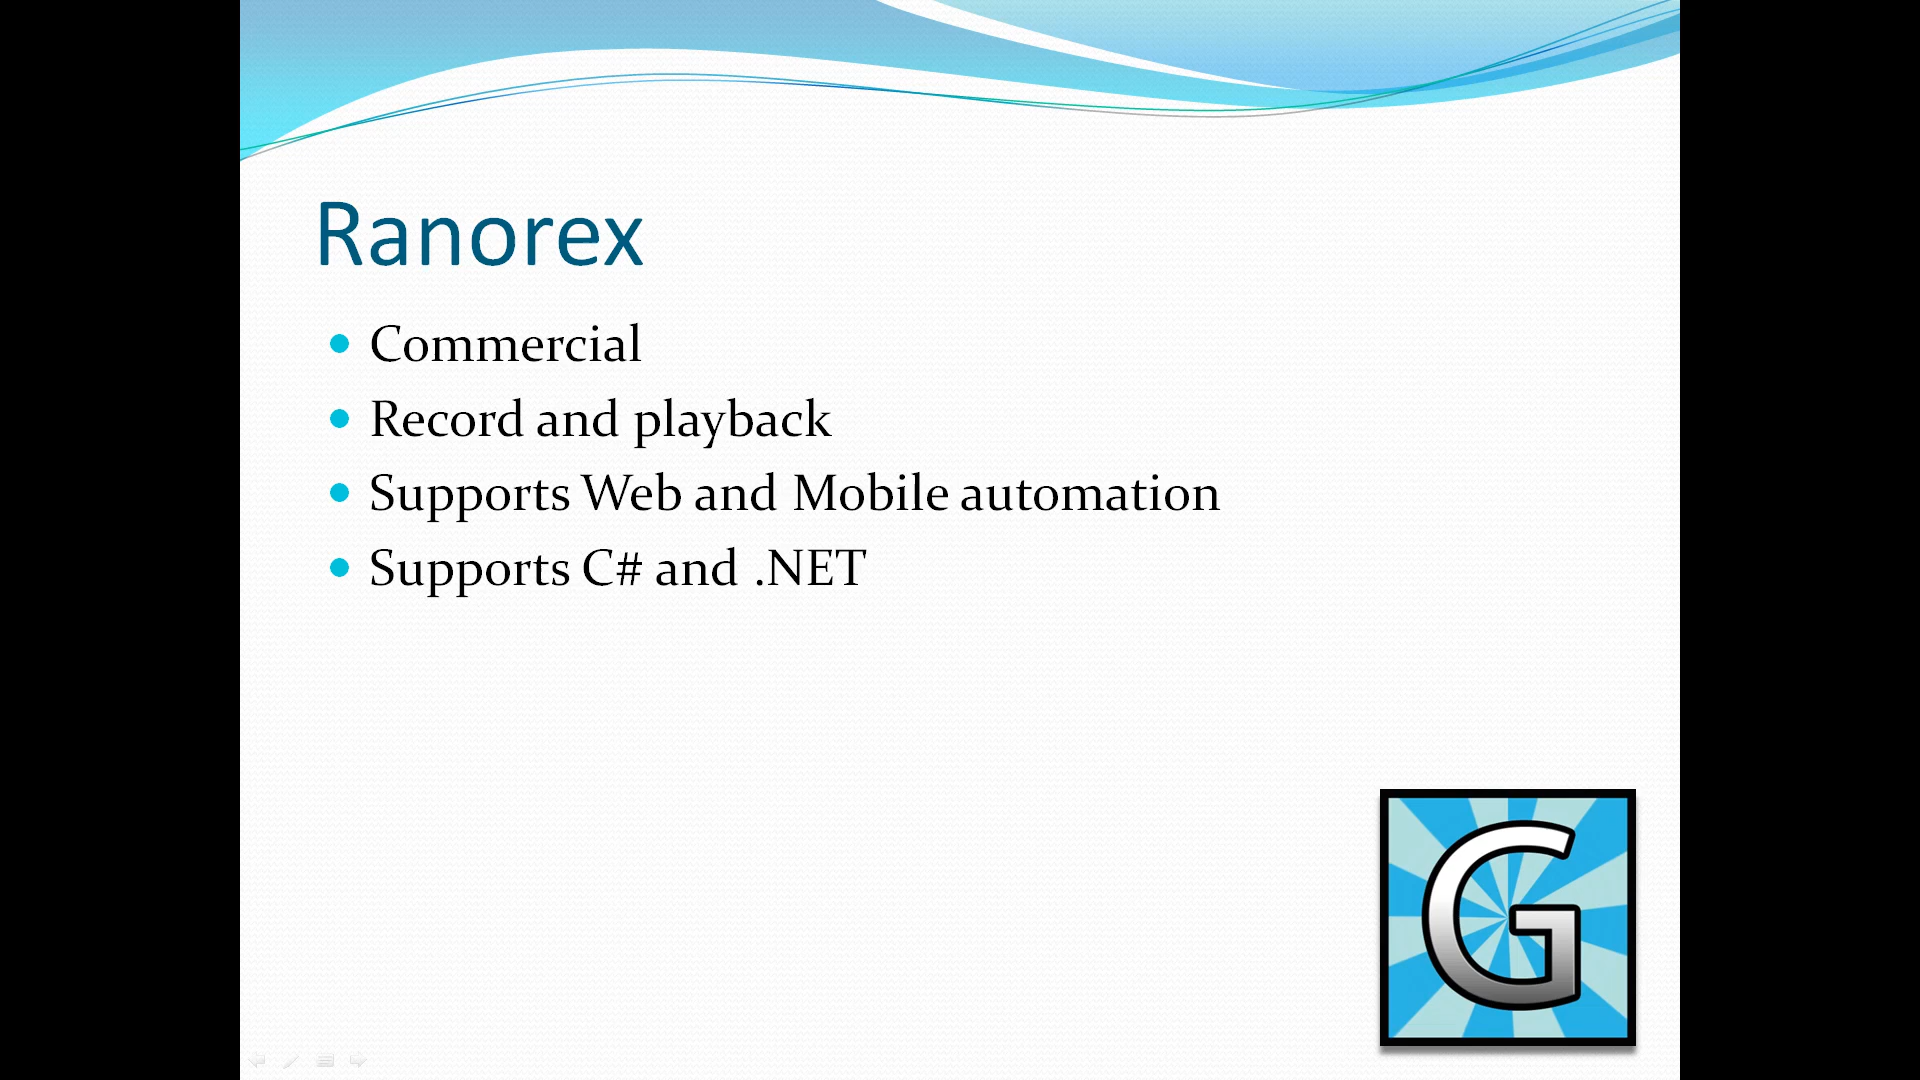 Ranorex
Commercial
Record and playback
Supports Web and Mobile automation
Supports C# and .NET
G